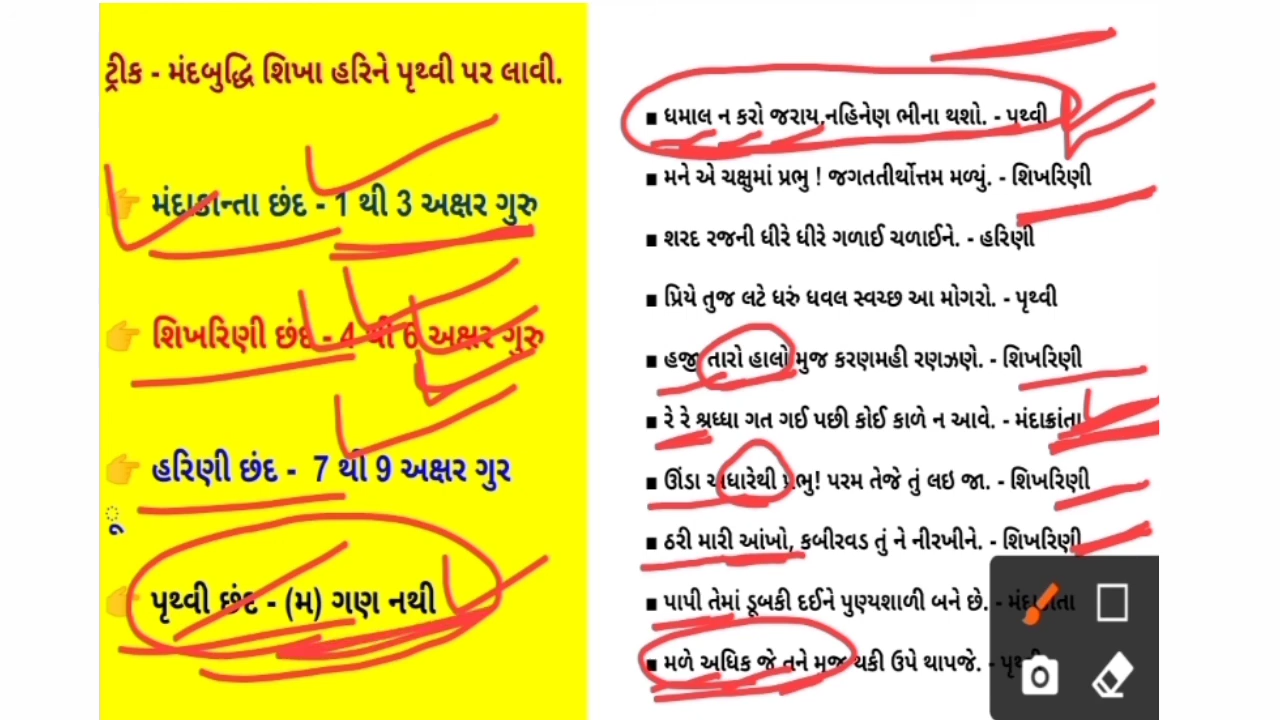 ટ્રીક - મંદબુદ્ધિ શિખા હરિને પૃથ્વી પર લાવી.
મંદાક્રાન્તા છંદ - 1 થી 3 અક્ષર ગુરુ
શિખરિણી છંદ - 4 થી 6 અક્ષર ગુરુ
હરિણી છંદ - 7 થી 9 અક્ષર ગુર
ૂ
પૃથ્વી છંદ - (મ) ગણ નથી
■ ધમાલ ન કરો જરાય,નહિનેણ ભીના થશો. - પૃથ્વી
■ મને એ ચક્ષુમાં પ્રભુ ! જગતતીર્થોત્તમ મળ્યું. - શિખરિણી
■ શરદ રજની ધીરે ધીરે ગળાઈ ચળાઈને. - હરિણી
■ પ્રિયે તુજ લટે ધરું ધવલ સ્વચ્છ આ મોગરો. - પૃથ્વી
■ હજી તારો હાલો મુજ કરણમહી રણઝણે. - શિખરિણી
■ રે રે શ્રધ્ધા ગત ગઈ પછી કોઈ કાળે ન આવે. - મંદાક્રાંતા
■ ઊંડા અંધારેથી પ્રભુ! પરમ તેજે તું લઇ જા. - શિખરિણી
■ ઠરી મારી આંખો, કબીરવડ તું ને નીરખીને. - શિખરિણી
■ પાપી તેમાં ડૂબકી દઈને પુણ્યશાળી બને છે. - મંદાક્રાંતા
■ મળે અધિક જે તને મુજ થકી ઉપે થાપજે. - પૃથ્વી